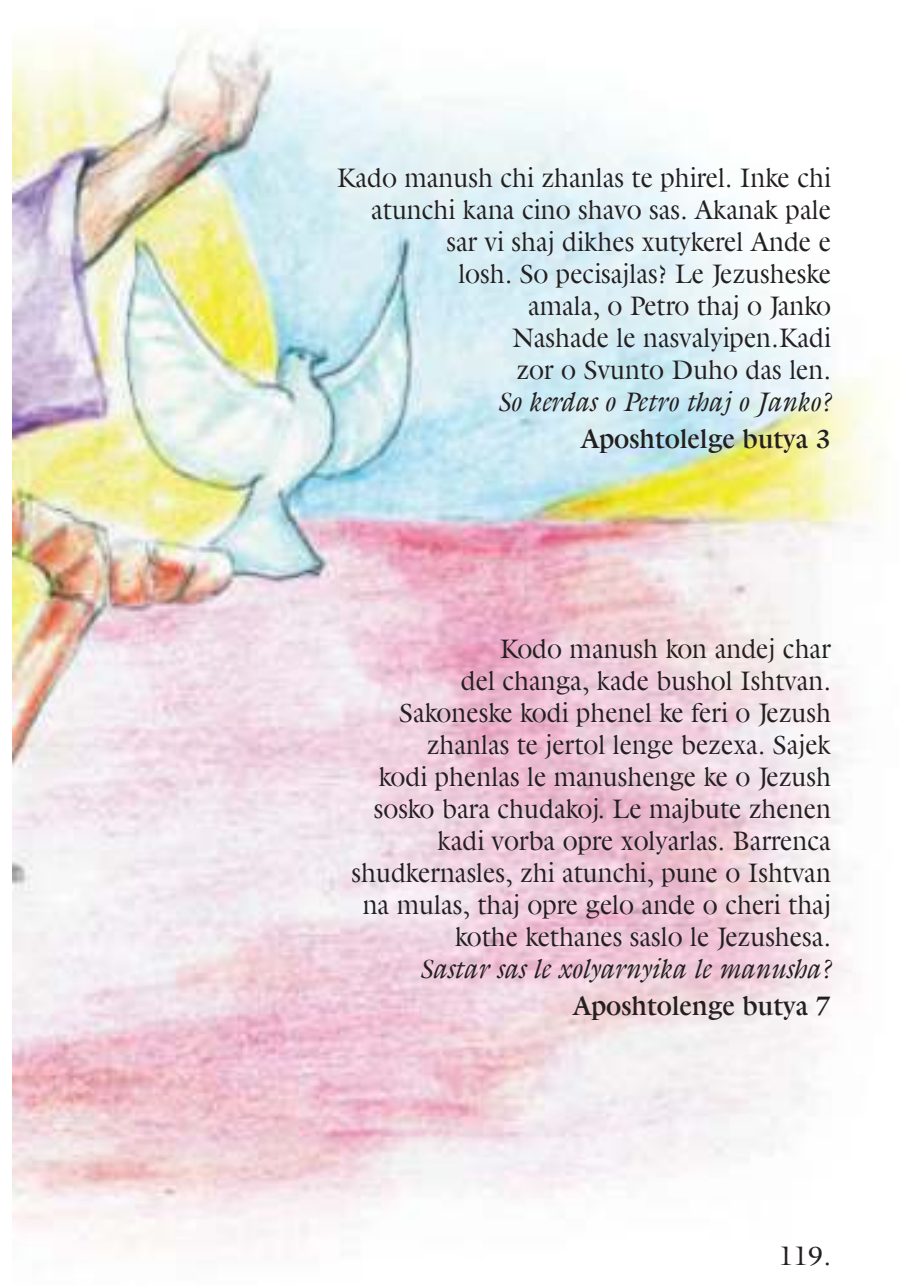 Kado manush chi zhanlas te phirel. Inke chi
atunchi kana cino shavo sas. Akanak pale
sar vi shaj dikhes xutykerel Ande e
losh. So pecisajlas? Le Jezusheske
amala, o Petro thaj o Janko
Nashade le nasvalyipen.Kadi
zor o Svunto Duho das len.
So kerdas o Petro thaj o Janko?
Aposhtolelge butya 3
Kodo manush kon andej char
del changa, kade bushol Ishtvan.
Sakoneske kodi phenel ke feri o Jezush
zhanlas te jertol lenge bezexa. Sajek
kodi phenlas le manushenge ke o Jezush
sosko bara chudakoj. Le majbute zhenen
kadi vorba opre xolyarlas. Barrenca
shudkernasles, zhi atunchi, pune o Ishtvan
na mulas, thaj opre gelo ande o cheri thaj
kothe kethanes saslo le Jezushesa.
Sastar sas le xolyarnyika le manusha?
Aposhtolenge butya 7
119.